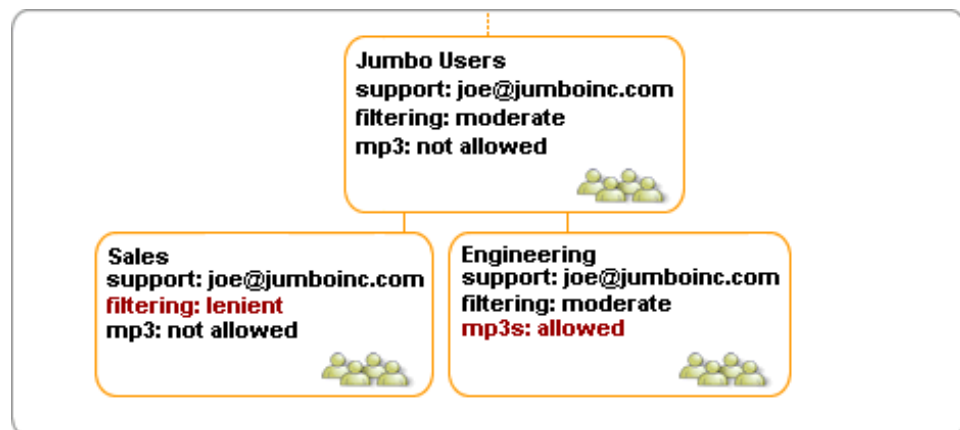 Jumbo Users
support: joe@jumboinc.com
filtering: moderate
mp3: not allowed
Sales
support: joe@jumboinc.com
filtering: lenient
mp3: not allowed
Engineering
support: joe@jumboinc.com
filtering: moderate
mp3s: allowed